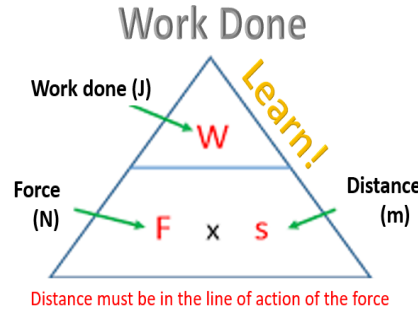 Work Done
Learn!
Work done (J)
W
Force
(N)
Distance
(m)
F x s
Distance must be in the line of action of the force